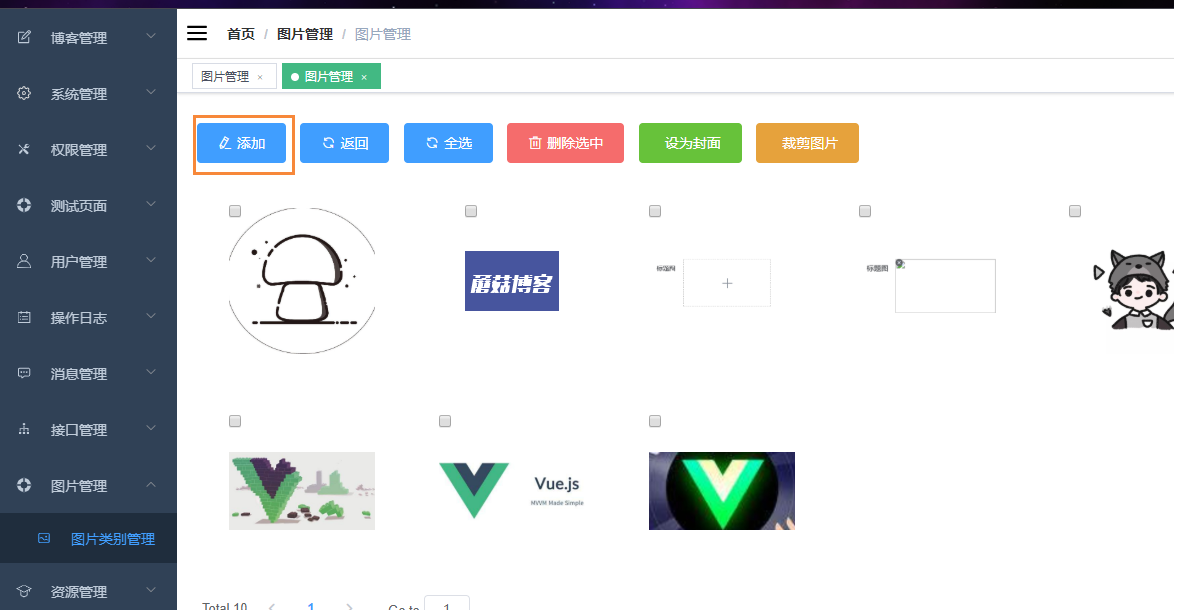 博客管理
系统管理
权限管理
测试页面
用户管理
操作日志
消息管理
接口管理
图片管理
图片类别管理
资源管理
首页 / 图片管理 / 图片管理
图片管理 × 图片管理 ×
添加 返回 全选 删除选中 设为封面 裁剪图片
蘑菇博客
标题图
标题图
Vue.js
MVVM Made Simple
Total 10 1 Go to 1